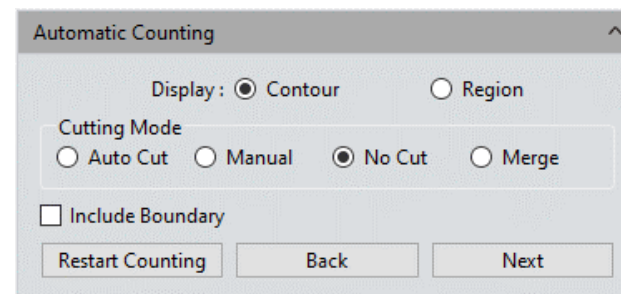 Automatic Counting
Display : Contour Region
Cutting Mode
Auto Cut Manual No Cut Merge
Include Boundary
Restart Counting Back Next